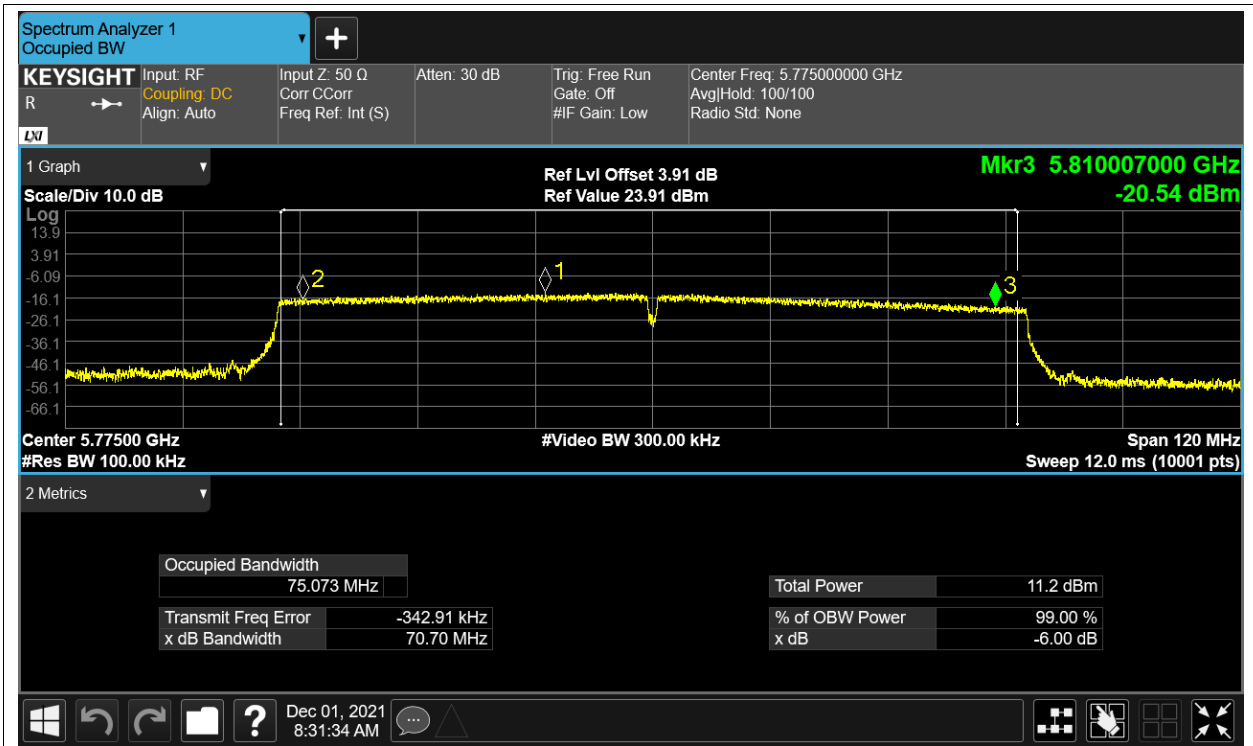 Spectrum Analyzer 1
Occupied BW
KEYSIGHT
R
LXI
Input: RF
Coupling: DC
Align: Auto
Input Z: 50 Ω
Corr CCorr
Freq Ref: Int (S)
Atten: 30 dB
Trig: Free Run
Gate: Off
#IF Gain: Low
Center Freq: 5.775000000 GHz
Avg|Hold: 100/100
Radio Std: None
1 Graph
Scale/Div 10.0 dB
Ref Lvl Offset 3.91 dB
Ref Value 23.91 dBm
Mkr3 5.810007000 GHz
-20.54 dBm
Log
13.9
3.91
-6.09
-16.1
-26.1
-36.1
-46.1
-56.1
-66.1
2
1
3
Center 5.77500 GHz
#Video BW 300.00 kHz
Span 120 MHz
#Res BW 100.00 kHz
Sweep 12.0 ms (10001 pts)
2 Metrics
Occupied Bandwidth
75.073 MHz
Total Power 11.2 dBm
Transmit Freq Error -342.91 kHz
% of OBW Power 99.00 %
x dB Bandwidth 70.70 MHz
x dB -6.00 dB
Dec 01, 2021
8:31:34 AM